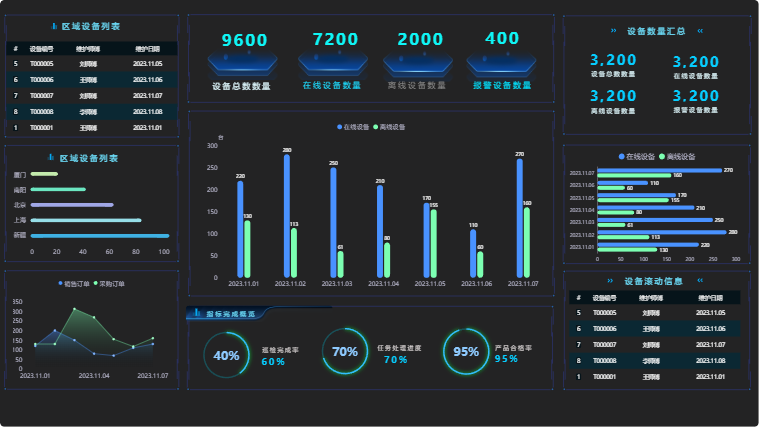 区域设备列表
# 设备编号 维护师傅 维护日期
5 T000005 刘师傅 2023.11.05
6 T000006 王师傅 2023.11.06
7 T000007 刘师傅 2023.11.07
8 T000008 李师傅 2023.11.08
1 T000001 王师傅 2023.11.01
9600 7200 2000 400
设备总数数量 在线设备数量 离线设备数量 报警设备数量
设备数量汇总
3,200 3,200
设备总数数量 在线设备数量
3,200 3,200
离线设备数量 报警设备数量
区域设备列表
厦门
南阳
北京
上海
新疆
0 20 40 60 80 100
在线设备 离线设备
台
300
250
200
150
100
50
0
220 130
280 113
250 61
210 80
170 155
110 60
270 160
2023.11.01 2023.11.02 2023.11.03 2023.11.04 2023.11.05 2023.11.06 2023.11.07
在线设备 离线设备
2023.11.07 270 160
2023.11.06 110 60
2023.11.05 170 155
2023.11.04 210 80
2023.11.03 250 61
2023.11.02 280 113
2023.11.01 220 130
0 50 100 150 200 250 300
销售订单 采购订单
350
300
250
200
150
100
50
0
2023.11.01 2023.11.04 2023.11.07
指标完成概览
40% 巡检完成率 60%
70% 任务处理进度 70%
95% 产品合格率 95%
设备滚动信息
# 设备编号 维护师傅 维护日期
5 T000005 刘师傅 2023.11.05
6 T000006 王师傅 2023.11.06
7 T000007 刘师傅 2023.11.07
8 T000008 李师傅 2023.11.08
1 T000001 王师傅 2023.11.01